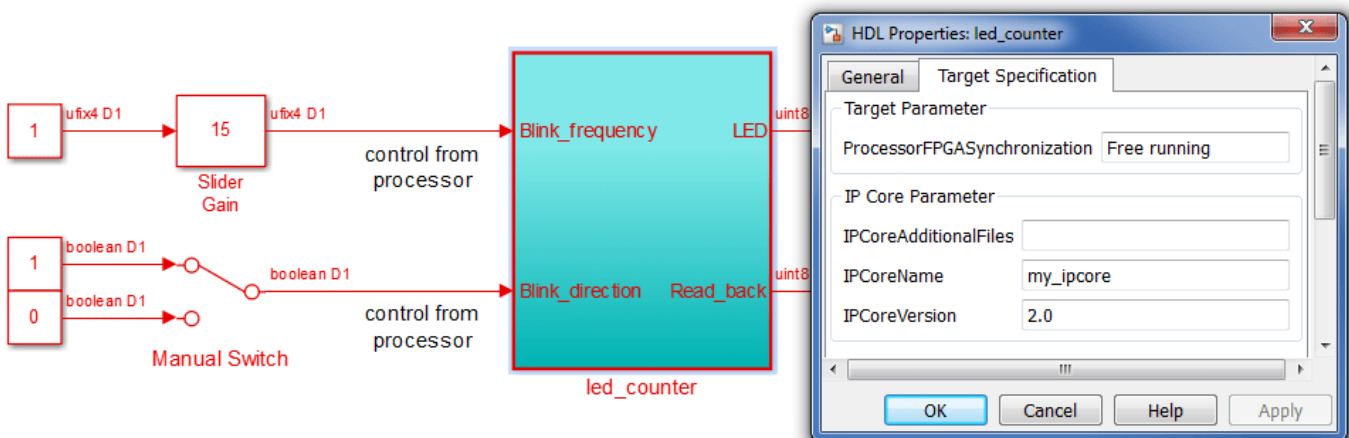 1
ufix4 D1
15
ufix4 D1
Slider
Gain
control from
processor
1
0
boolean D1
boolean D1
boolean D1
Manual Switch
control from
processor
Blink_frequency
LED
Blink_direction
Read_back
led_counter
uint8
uint8
HDL Properties: led_counter
General
Target Specification
Target Parameter
ProcessorFPGASynchronization Free running
IP Core Parameter
IPCoreAdditionalFiles
IPCoreName my_ipcore
IPCoreVersion 2.0
OK Cancel Help Apply